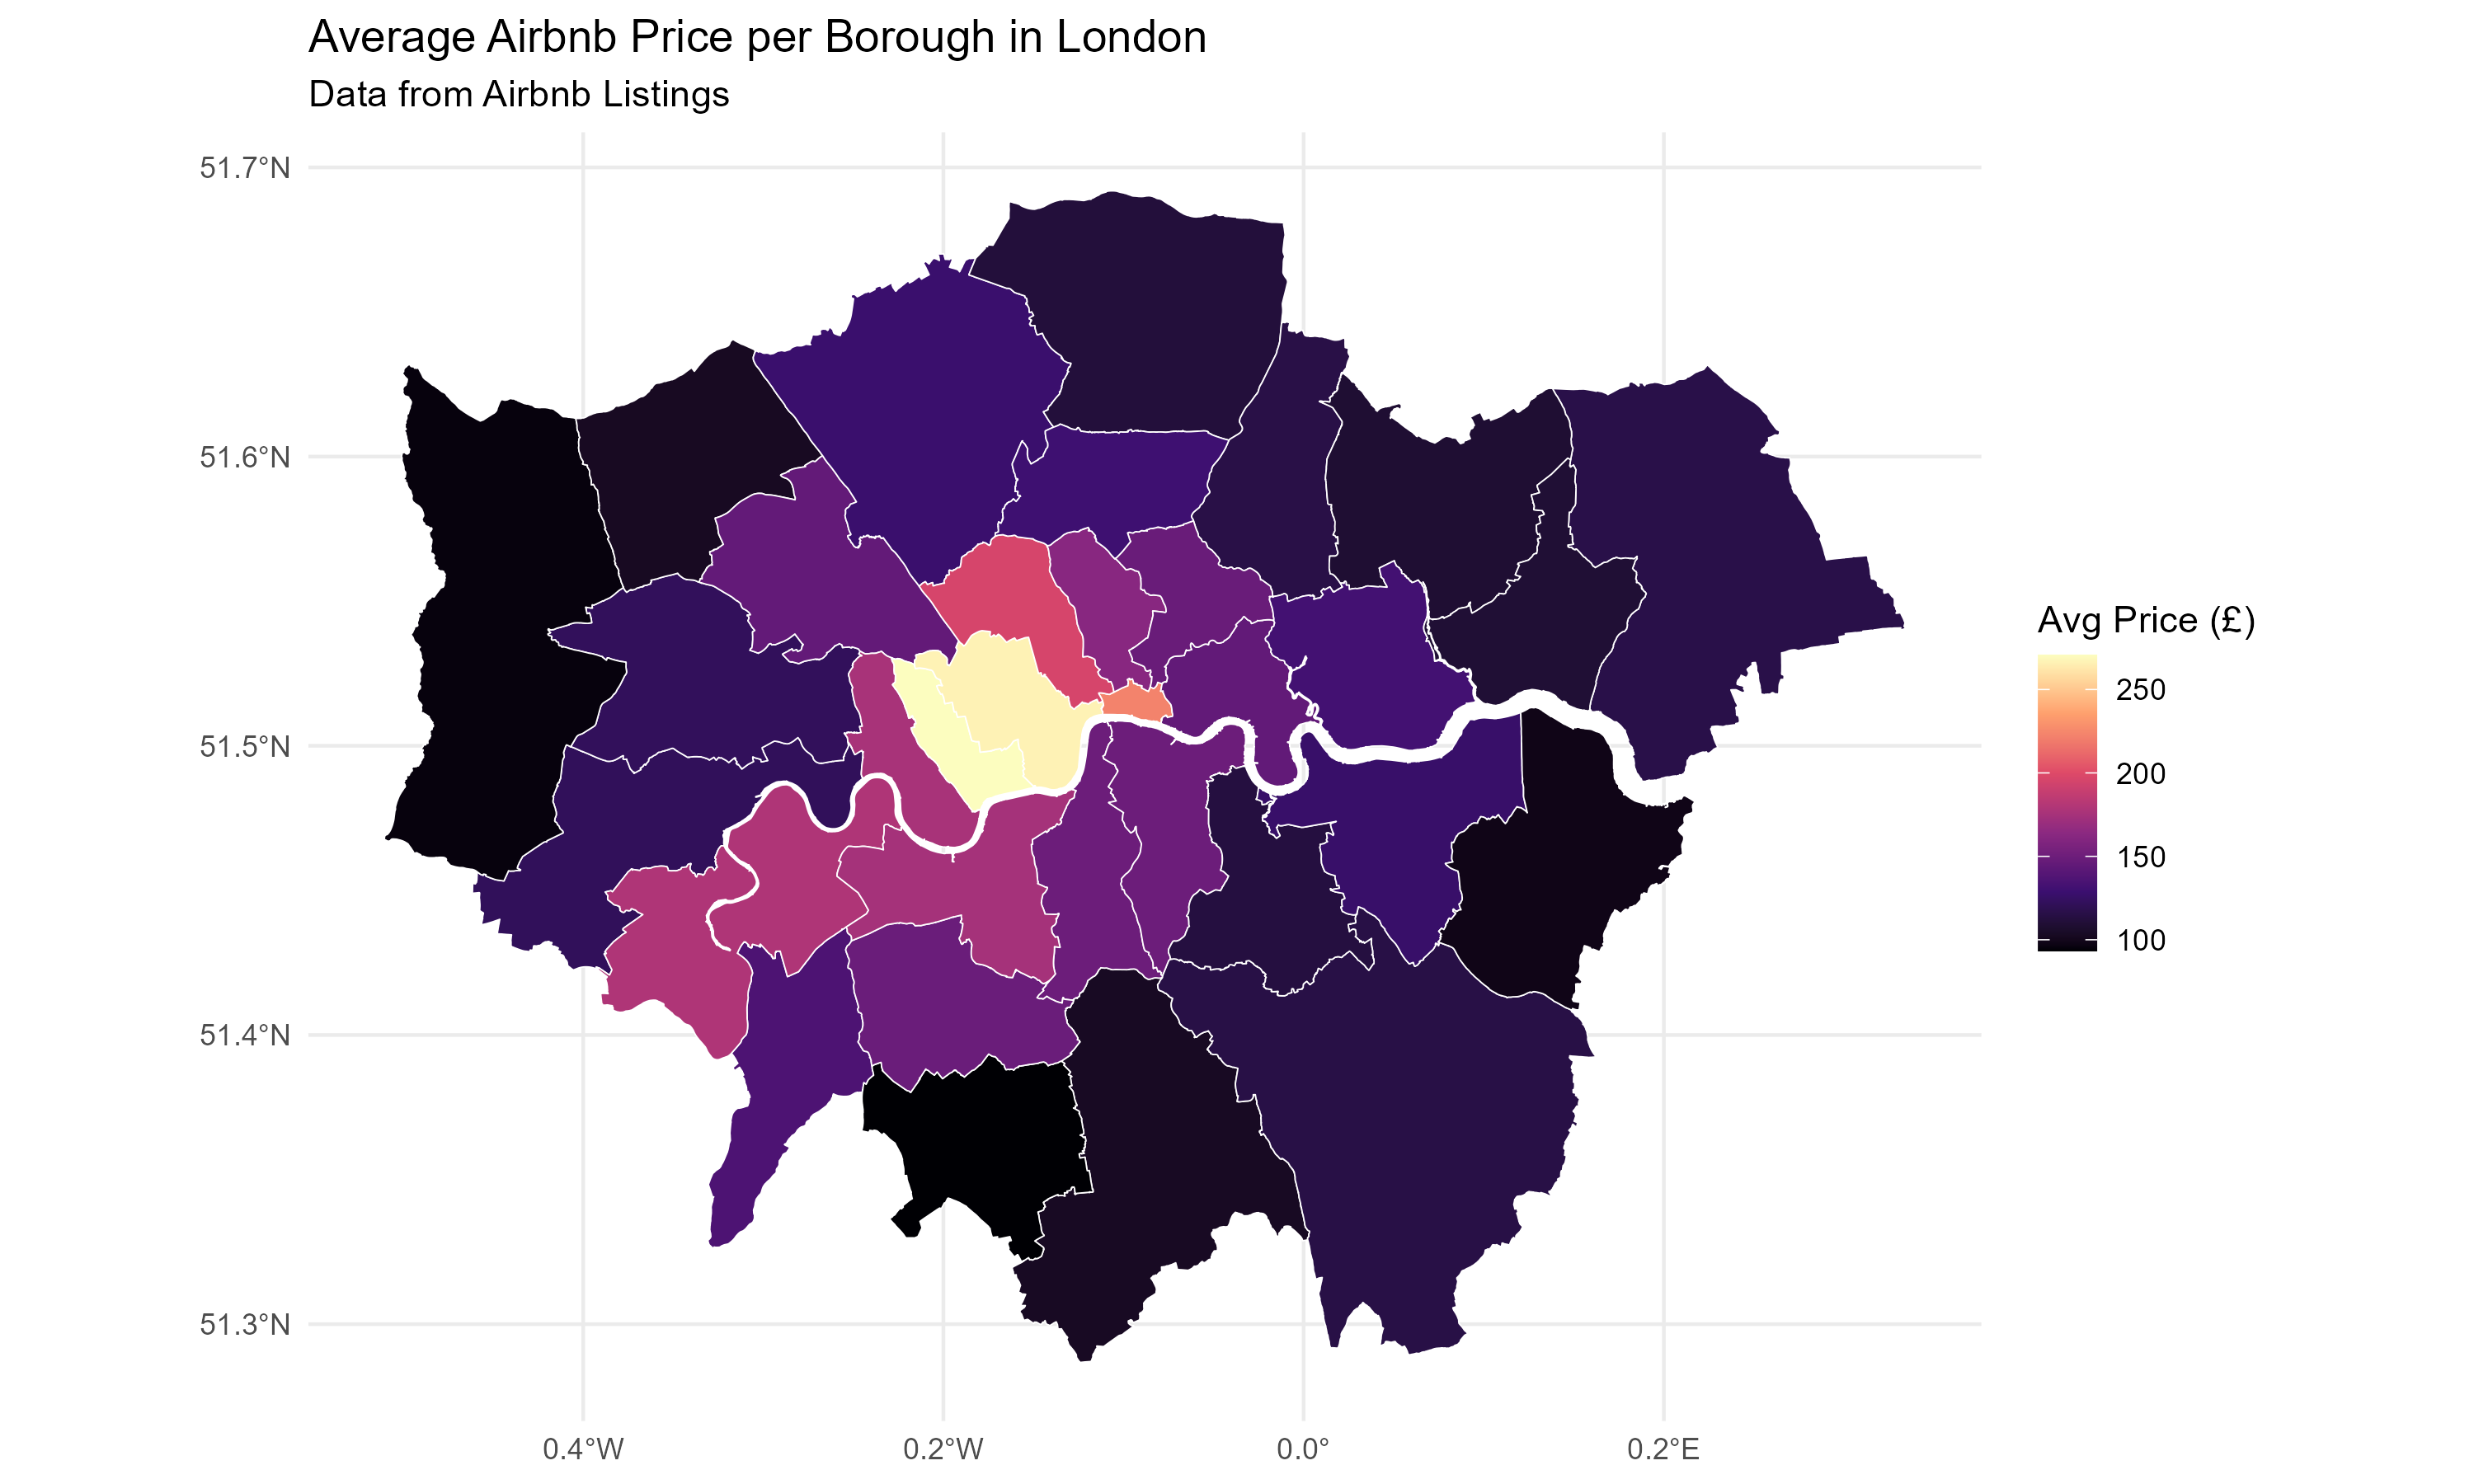 Average Airbnb Price per Borough in London
Data from Airbnb Listings
51.7°N
51.6°N
51.5°N
51.4°N
51.3°N
0.4°W
0.2°W
0.0°
0.2°E
Avg Price (£)
250
200
150
100